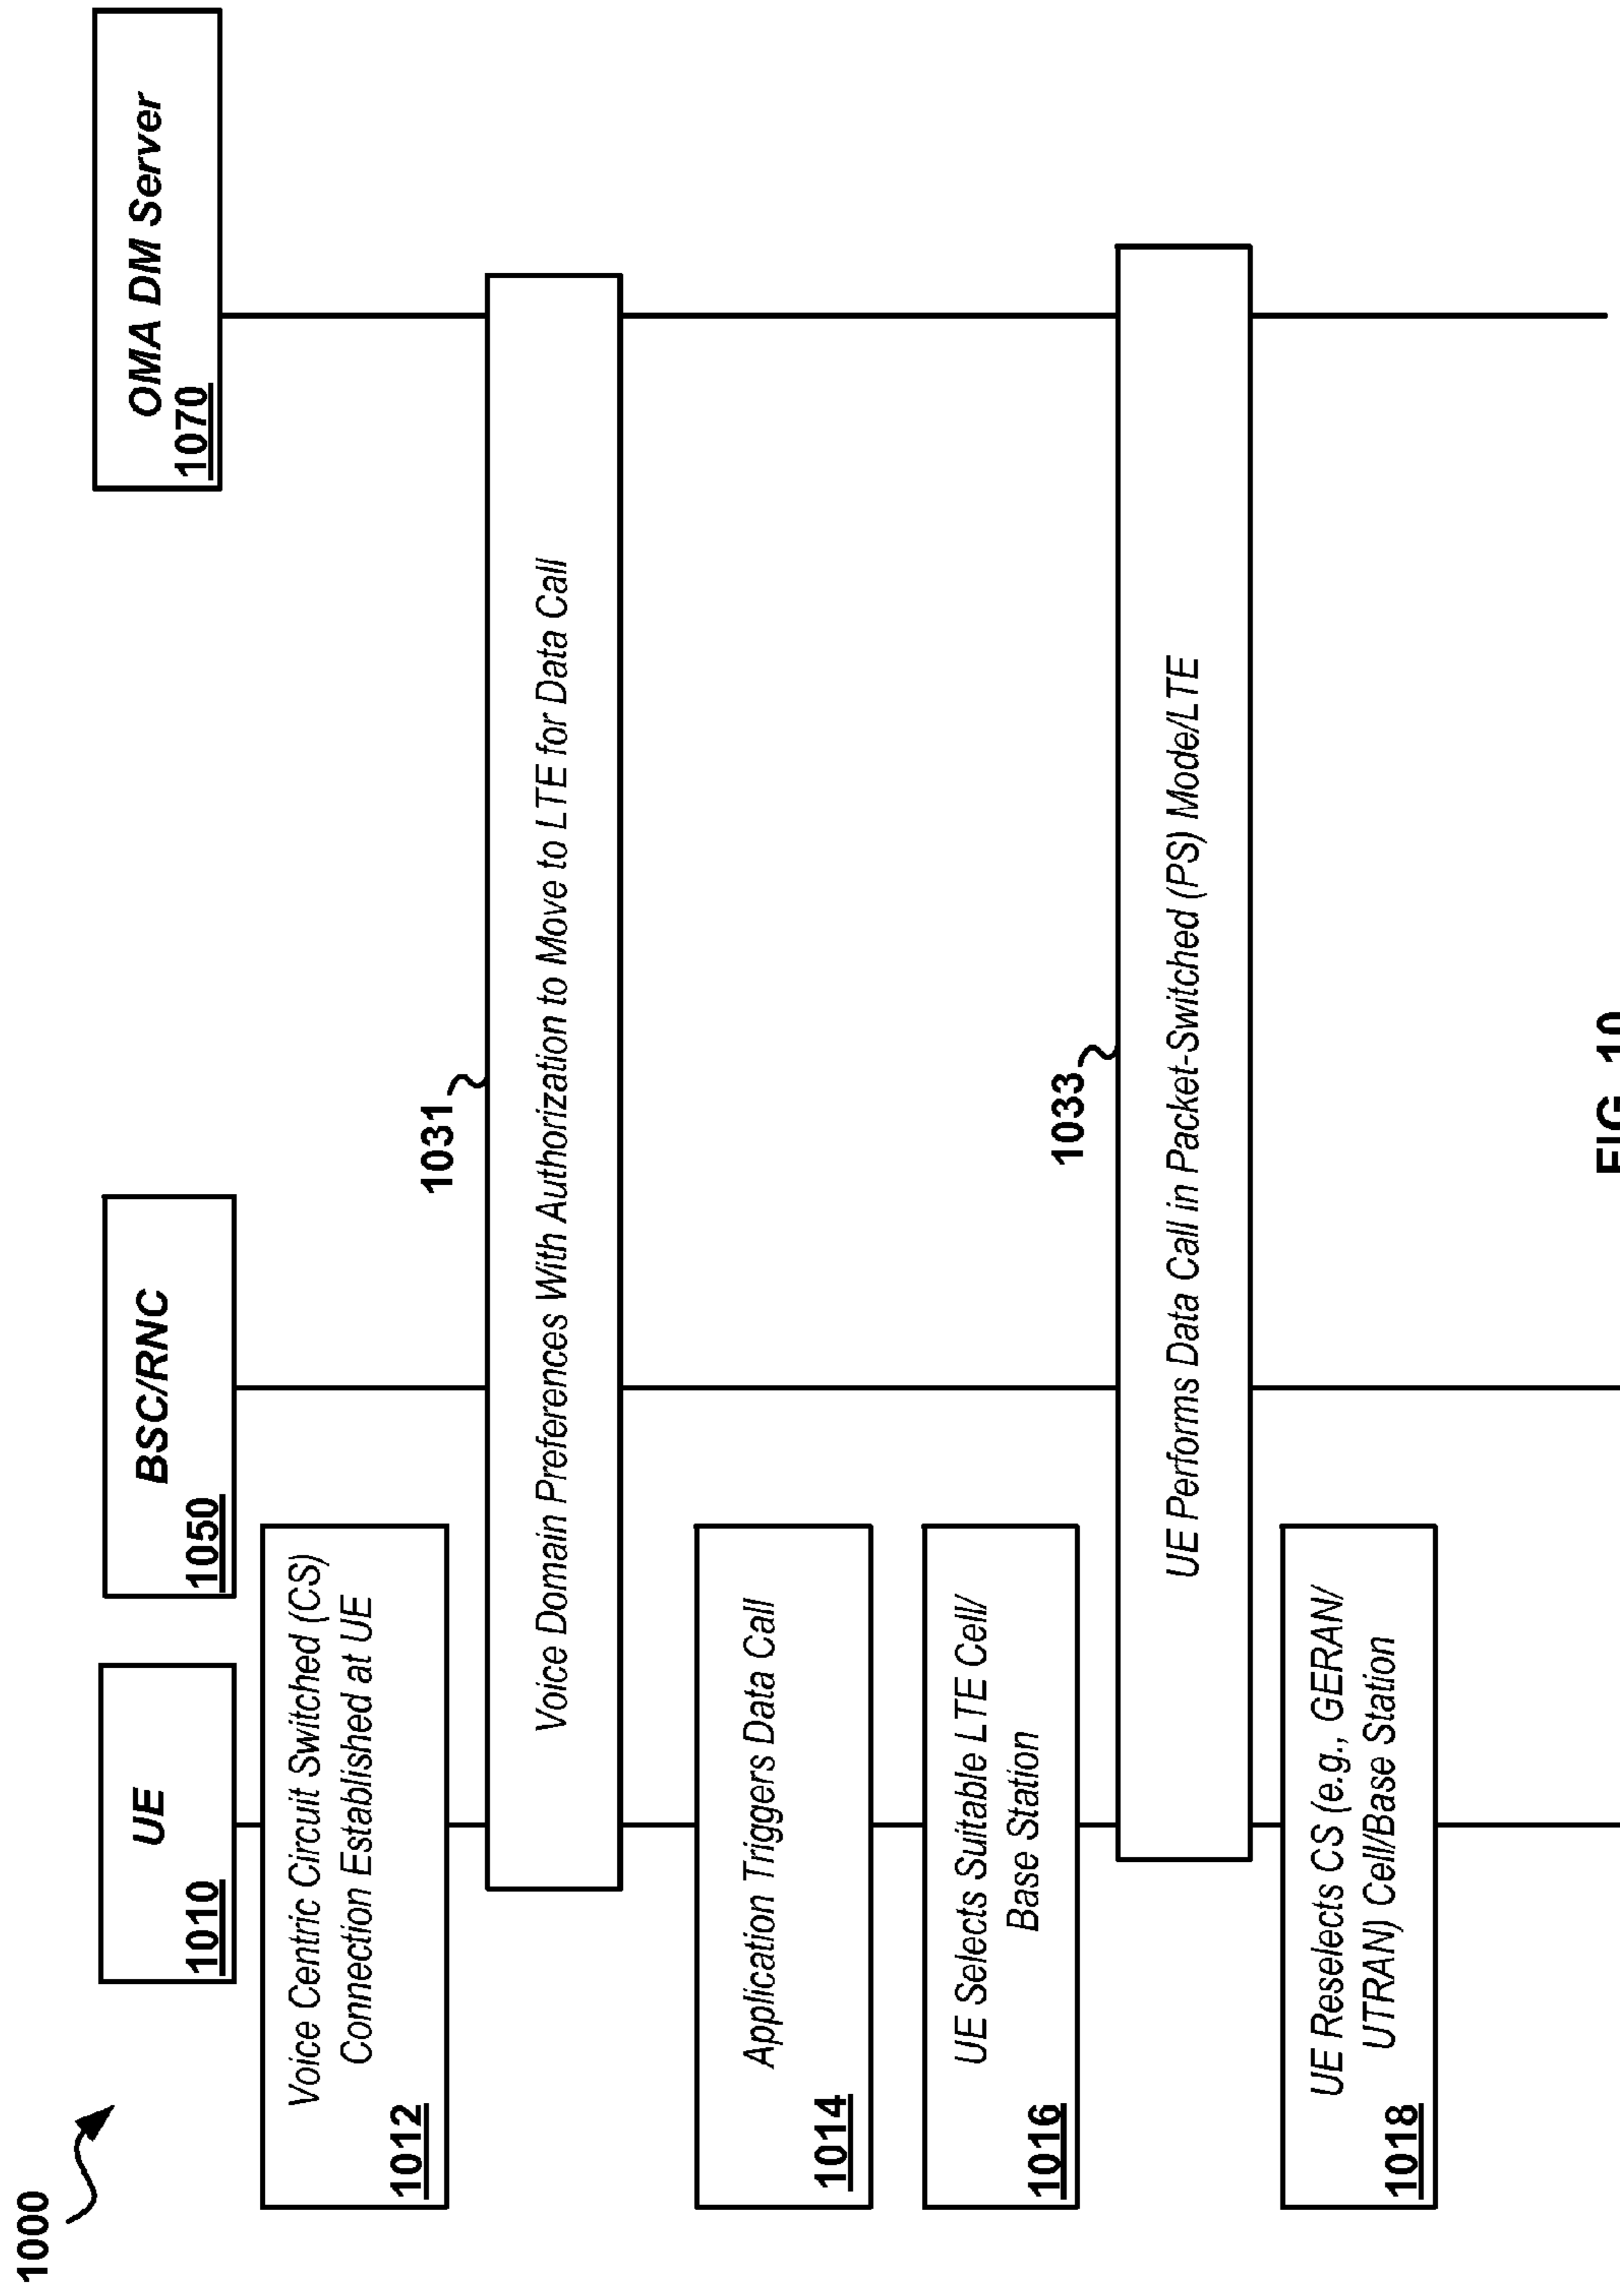 1000
UE
1010
BSC/RNC
1050
OMA DM Server
1070
Voice Centric Circuit Switched (CS)
Connection Established at UE
1012
1031
Voice Domain Preferences With Authorization to Move to LTE for Data Call
Application Triggers Data Call
1014
UE Selects Suitable LTE Cell/
Base Station
1016
1033
UE Performs Data Call in Packet-Switched (PS) Mode/LTE
UE Reselects CS (e.g., GERAN/
UTRAN) Cell/Base Station
1018
FIG. 10